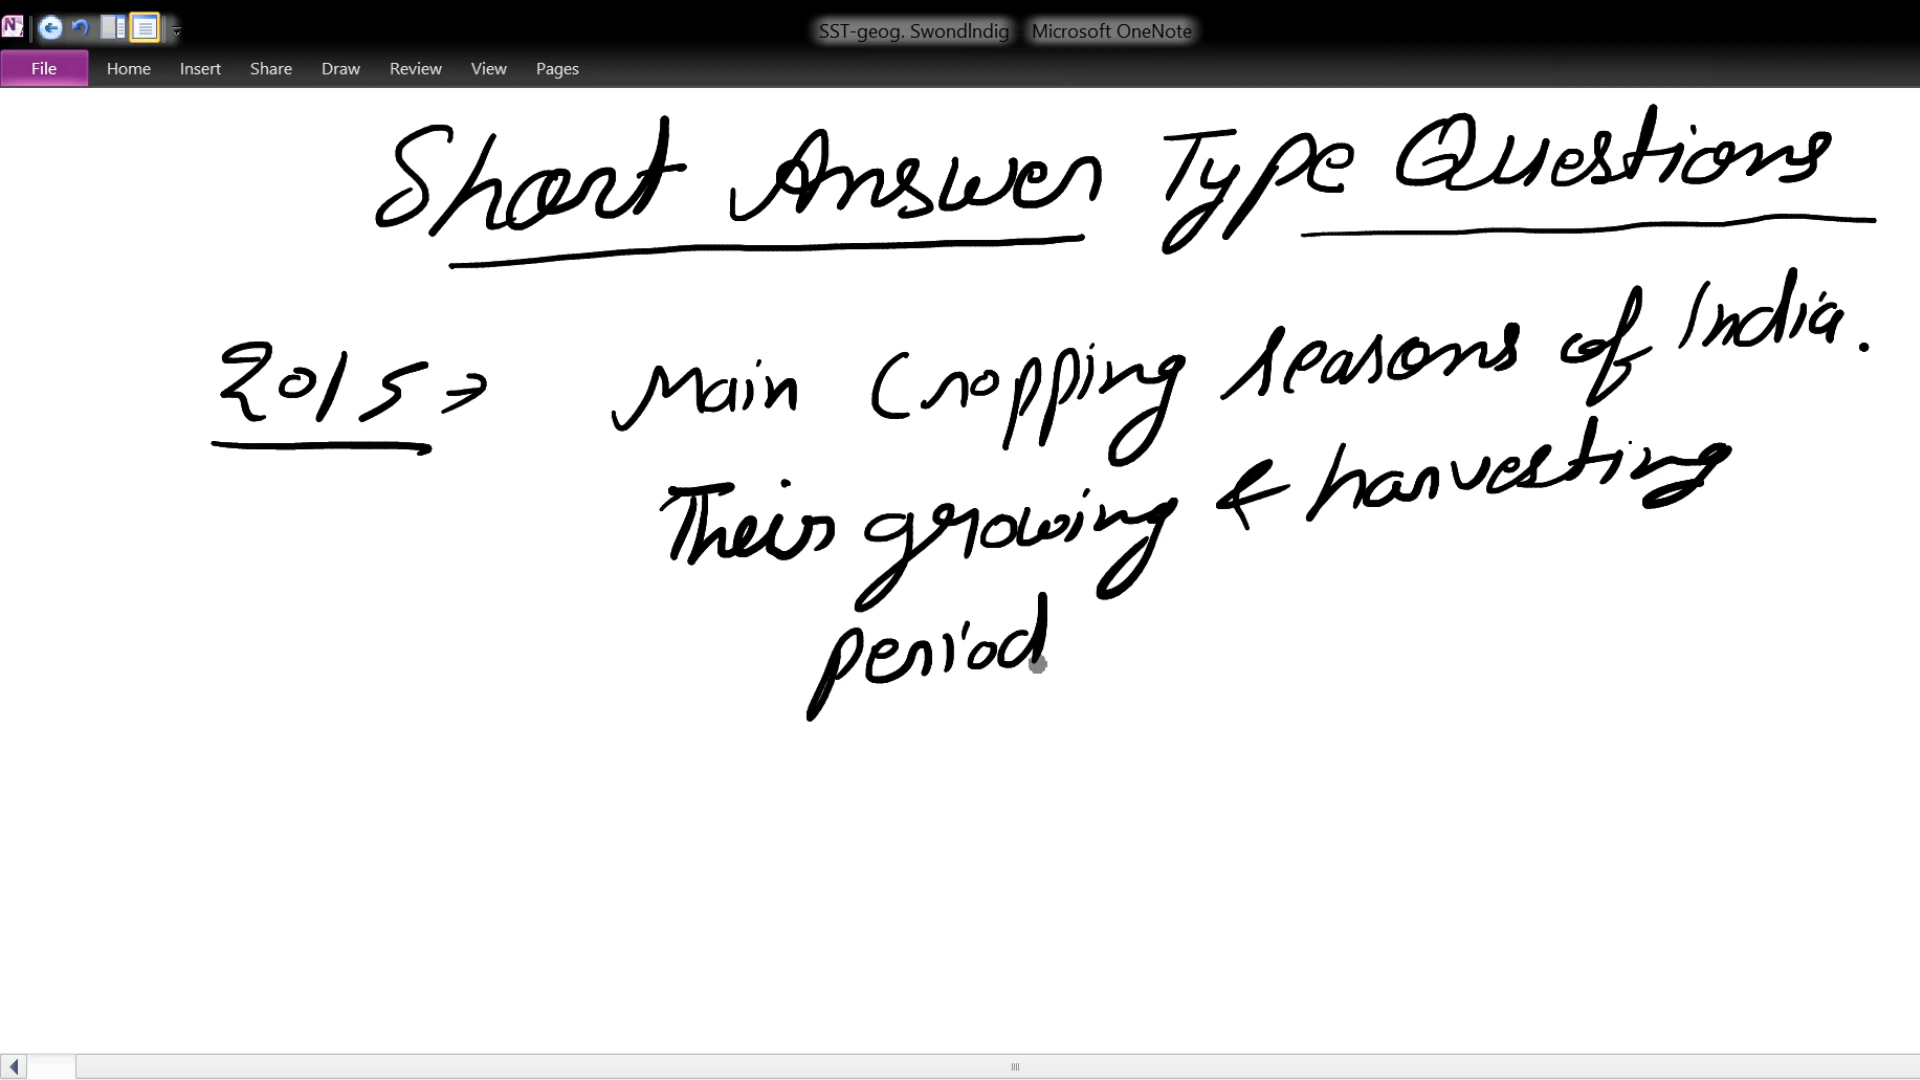 SST-geog. SwondIndig - Microsoft OneNote
File Home Insert Share Draw Review View Pages
Short Answer Type Questions
2015 → Main Cropping seasons of India.
Their growing & harvesting
period